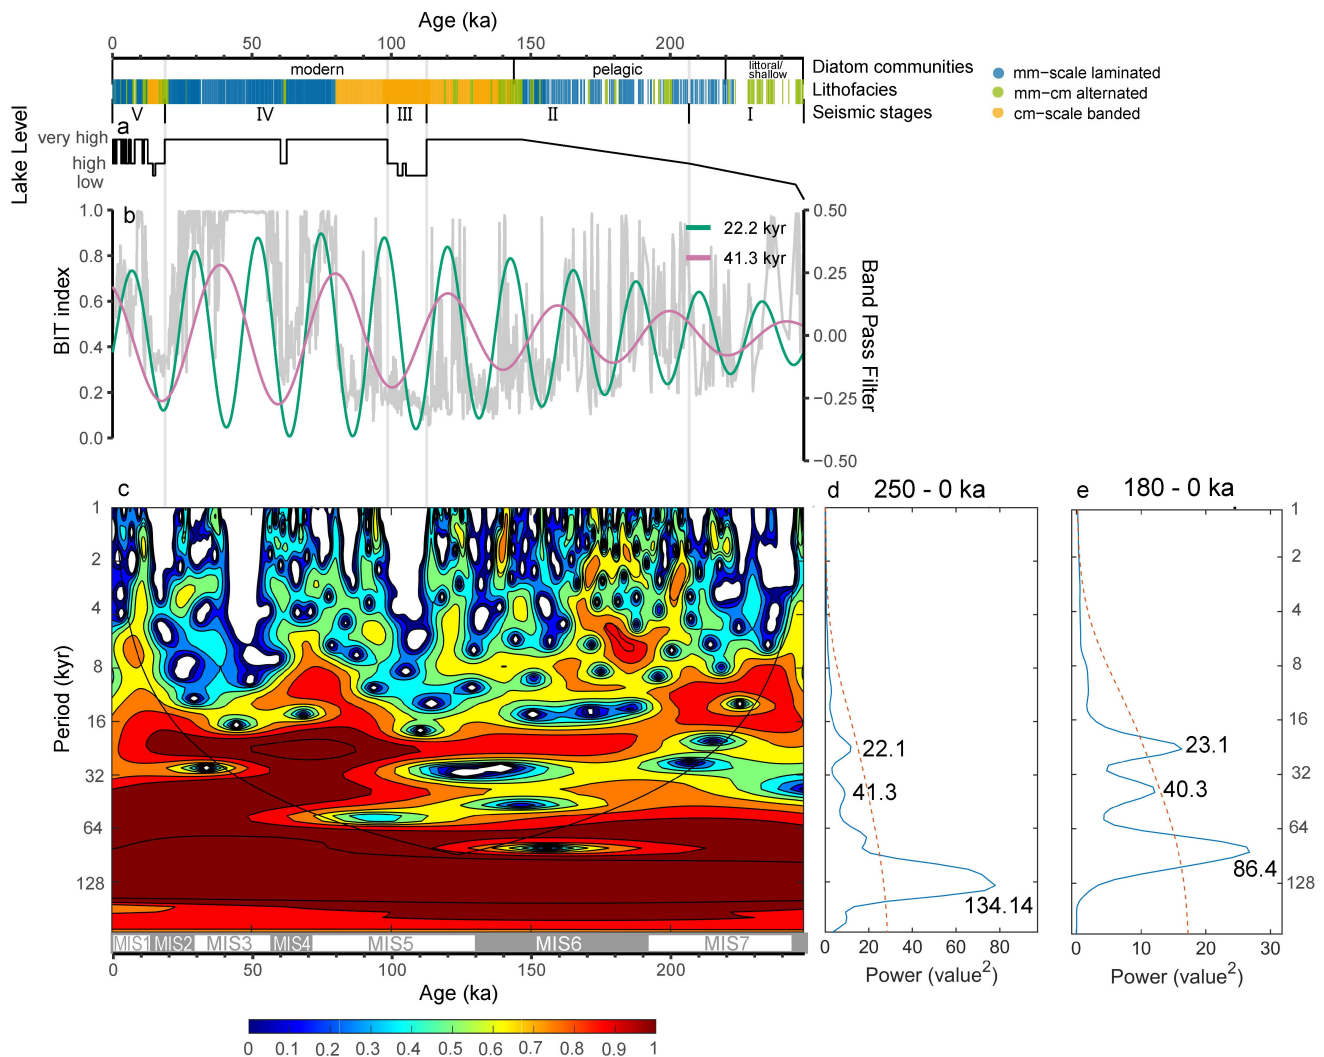 Age (ka)
0 50 100 150 200
modern pelagic littoral/
shallow
Diatom communities
Lithofacies
Seismic stages
mm−scale laminated
mm−cm alternated
cm−scale banded
V IV III II I
Lake Level
a
very high
high
low
b
BIT index
1.0
0.8
0.6
0.4
0.2
0.0
22.2 kyr
41.3 kyr
0.50
0.25
0.00
−0.25
−0.50
Band Pass Filter
c
Period (kyr)
1
2
4
8
16
32
64
128
MIS1 MIS2 MIS3 MIS4 MIS5 MIS6 MIS7
0 50 100 150 200
Age (ka)
0 0.1 0.2 0.3 0.4 0.5 0.6 0.7 0.8 0.9 1
d 250 - 0 ka
22.1
41.3
134.14
0 20 40 60 80
Power (value2)
e 180 - 0 ka
1
2
4
8
16
32
64
128
23.1
40.3
86.4
0 10 20 30
Power (value2)